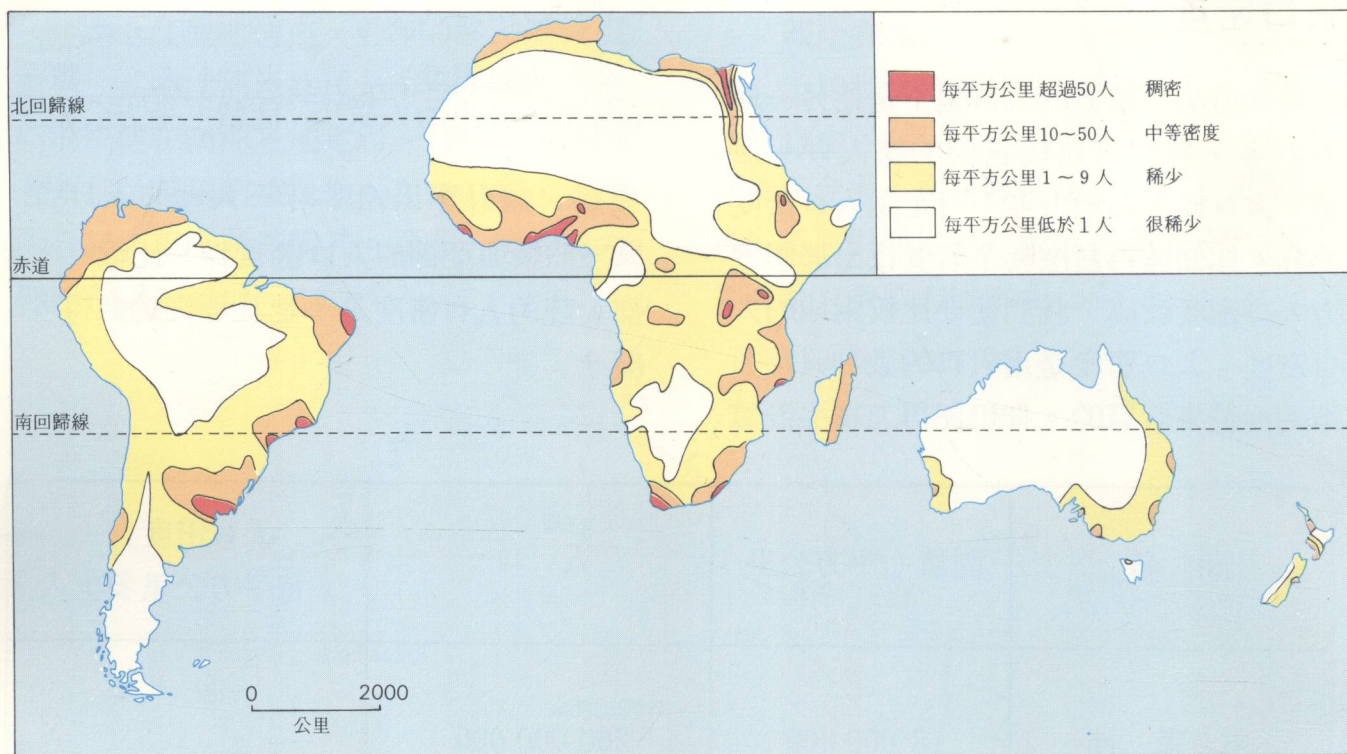 每平方公里 超過50人 稠密
每平方公里10~50人 中等密度
每平方公里1~9人 稀少
每平方公里低於1人 很稀少
北回歸線
赤道
南回歸線
0 2000
公里